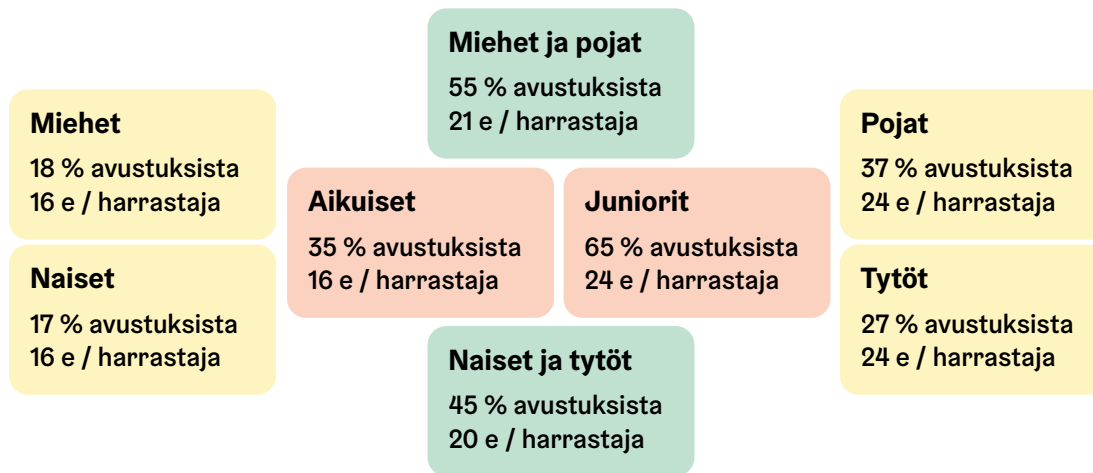 Miehet ja pojat
55 % avustuksista
21 e / harrastaja
Miehet
18 % avustuksista
16 e / harrastaja
Naiset
17 % avustuksista
16 e / harrastaja
Aikuiset
35 % avustuksista
16 e / harrastaja
Juniorit
65 % avustuksista
24 e / harrastaja
Pojat
37 % avustuksista
24 e / harrastaja
Tytöt
27 % avustuksista
24 e / harrastaja
Naiset ja tytöt
45 % avustuksista
20 e / harrastaja